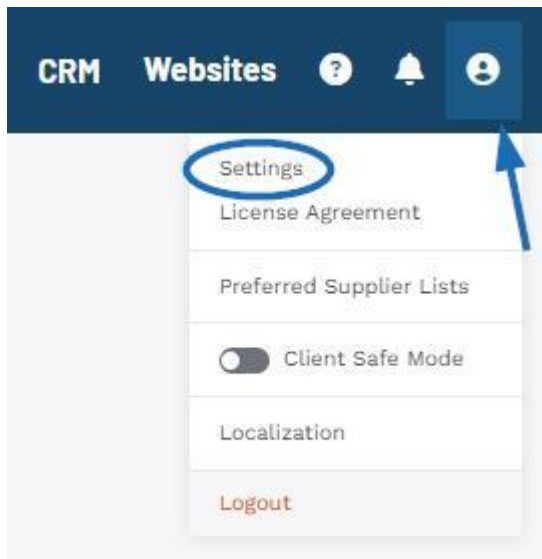 CRM Websites ?
Settings
License Agreement
Preferred Supplier Lists
Client Safe Mode
Localization
Logout